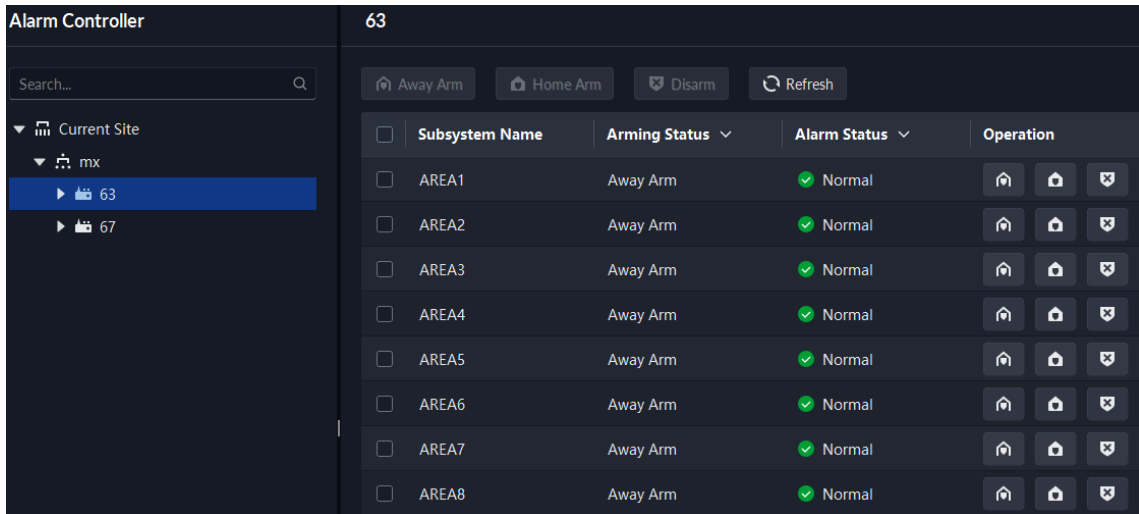 Alarm Controller
63
Search...
Away Arm Home Arm Disarm Refresh
Current Site
mx
63
67
Subsystem Name Arming Status Alarm Status Operation
AREA1 Away Arm Normal
AREA2 Away Arm Normal
AREA3 Away Arm Normal
AREA4 Away Arm Normal
AREA5 Away Arm Normal
AREA6 Away Arm Normal
AREA7 Away Arm Normal
AREA8 Away Arm Normal